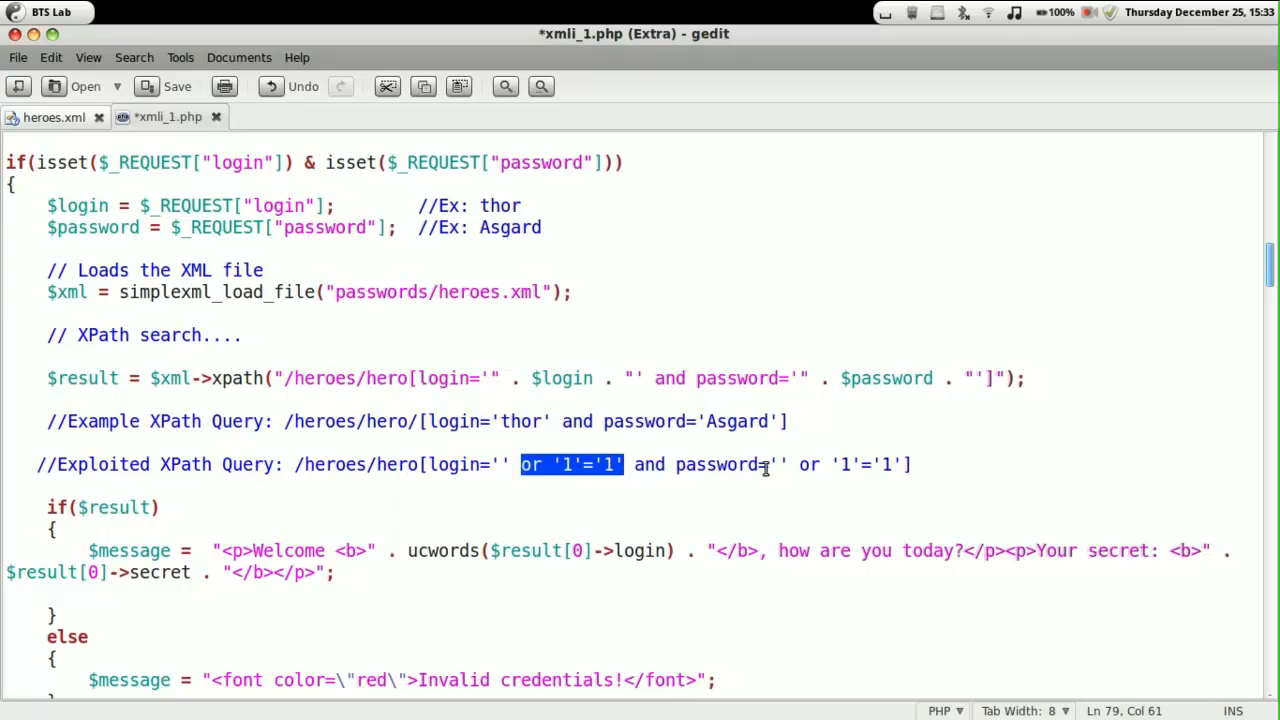 BTS Lab
100% Thursday December 25, 15:33
*xmli_1.php (Extra) - gedit
File Edit View Search Tools Documents Help
Open Save Undo
heroes.xml *xmli_1.php
if(isset($_REQUEST["login"]) & isset($_REQUEST["password"]))
{
$login = $_REQUEST["login"]; //Ex: thor
$password = $_REQUEST["password"]; //Ex: Asgard
// Loads the XML file
$xml = simplexml_load_file("passwords/heroes.xml");
// XPath search....
$result = $xml->xpath("/heroes/hero[login='" . $login . "' and password='" . $password . "']");
//Example XPath Query: /heroes/hero/[login='thor' and password='Asgard']
//Exploited XPath Query: /heroes/hero[login='' or '1'='1' and password='' or '1'='1']
if($result)
{
$message = "<p>Welcome <b>" . ucwords($result[0]->login) . "</b>, how are you today?</p><p>Your secret: <b>" .
$result[0]->secret . "</b></p>";
}
else
{
$message = "<font color=\"red\">Invalid credentials!</font>";
PHP Tab Width: 8 Ln 79, Col 61 INS